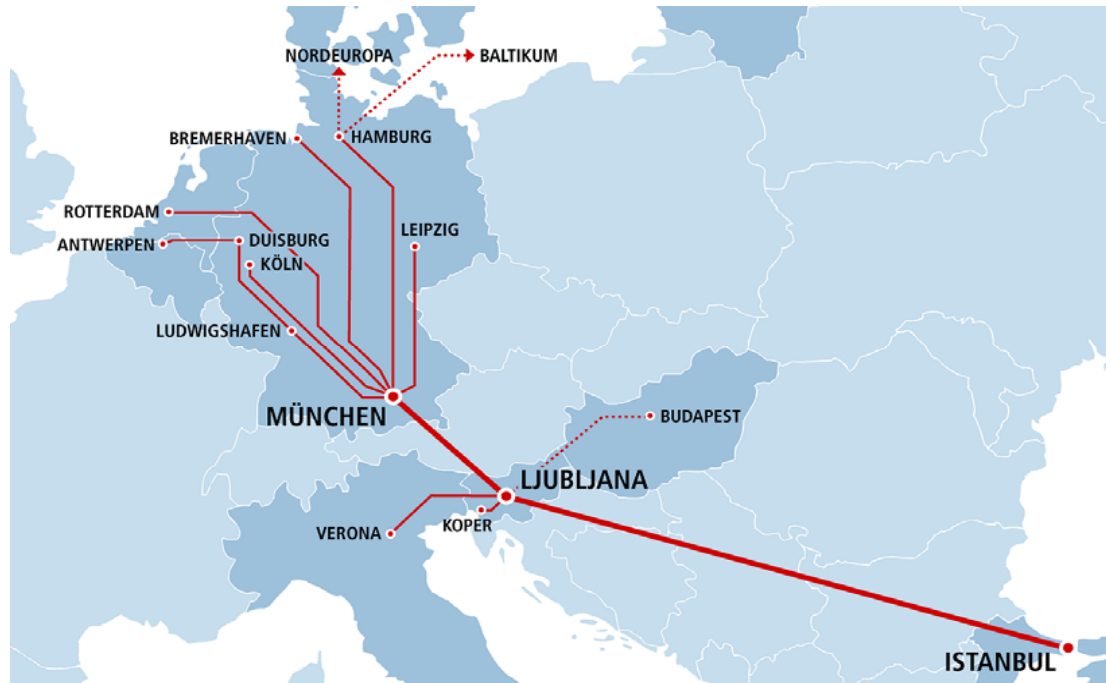 NORDEUROPA
BALTIKUM
BREMERHAVEN
HAMBURG
ROTTERDAM
LEIPZIG
ANTWERPEN
DUISBURG
KÖLN
LUDWIGSHAFEN
MÜNCHEN
BUDAPEST
LJUBLJANA
KOPER
VERONA
ISTANBUL